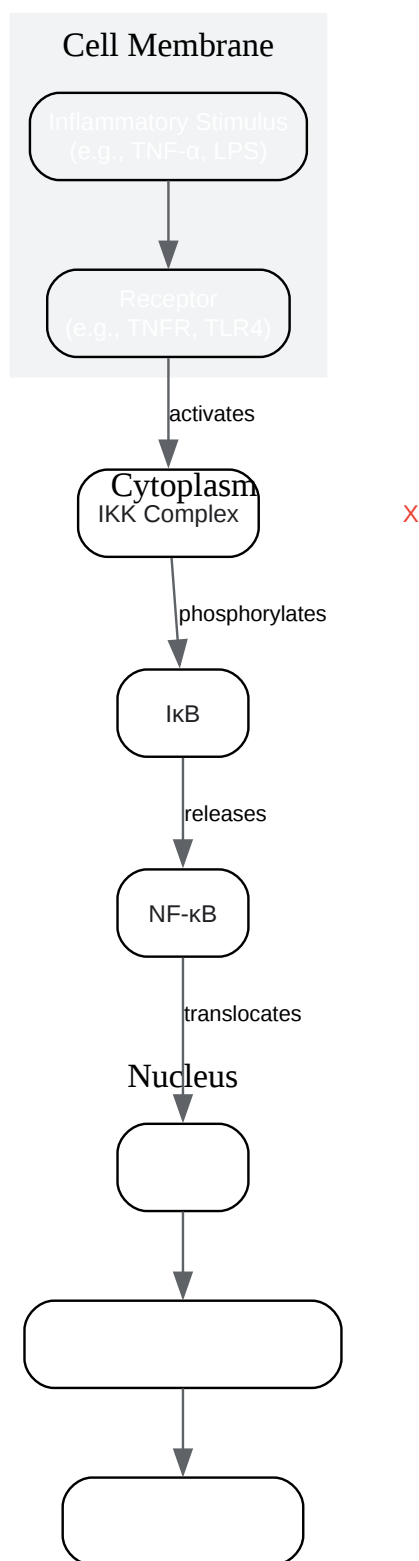 Cell Membrane
Inflammatory Stimulus
(e.g., TNF-α, LPS)
Receptor
(e.g., TNFR, TLR4)
activates
Cytoplasm
IKK Complex
X
phosphorylates
IκB
releases
NF-κB
translocates
Nucleus